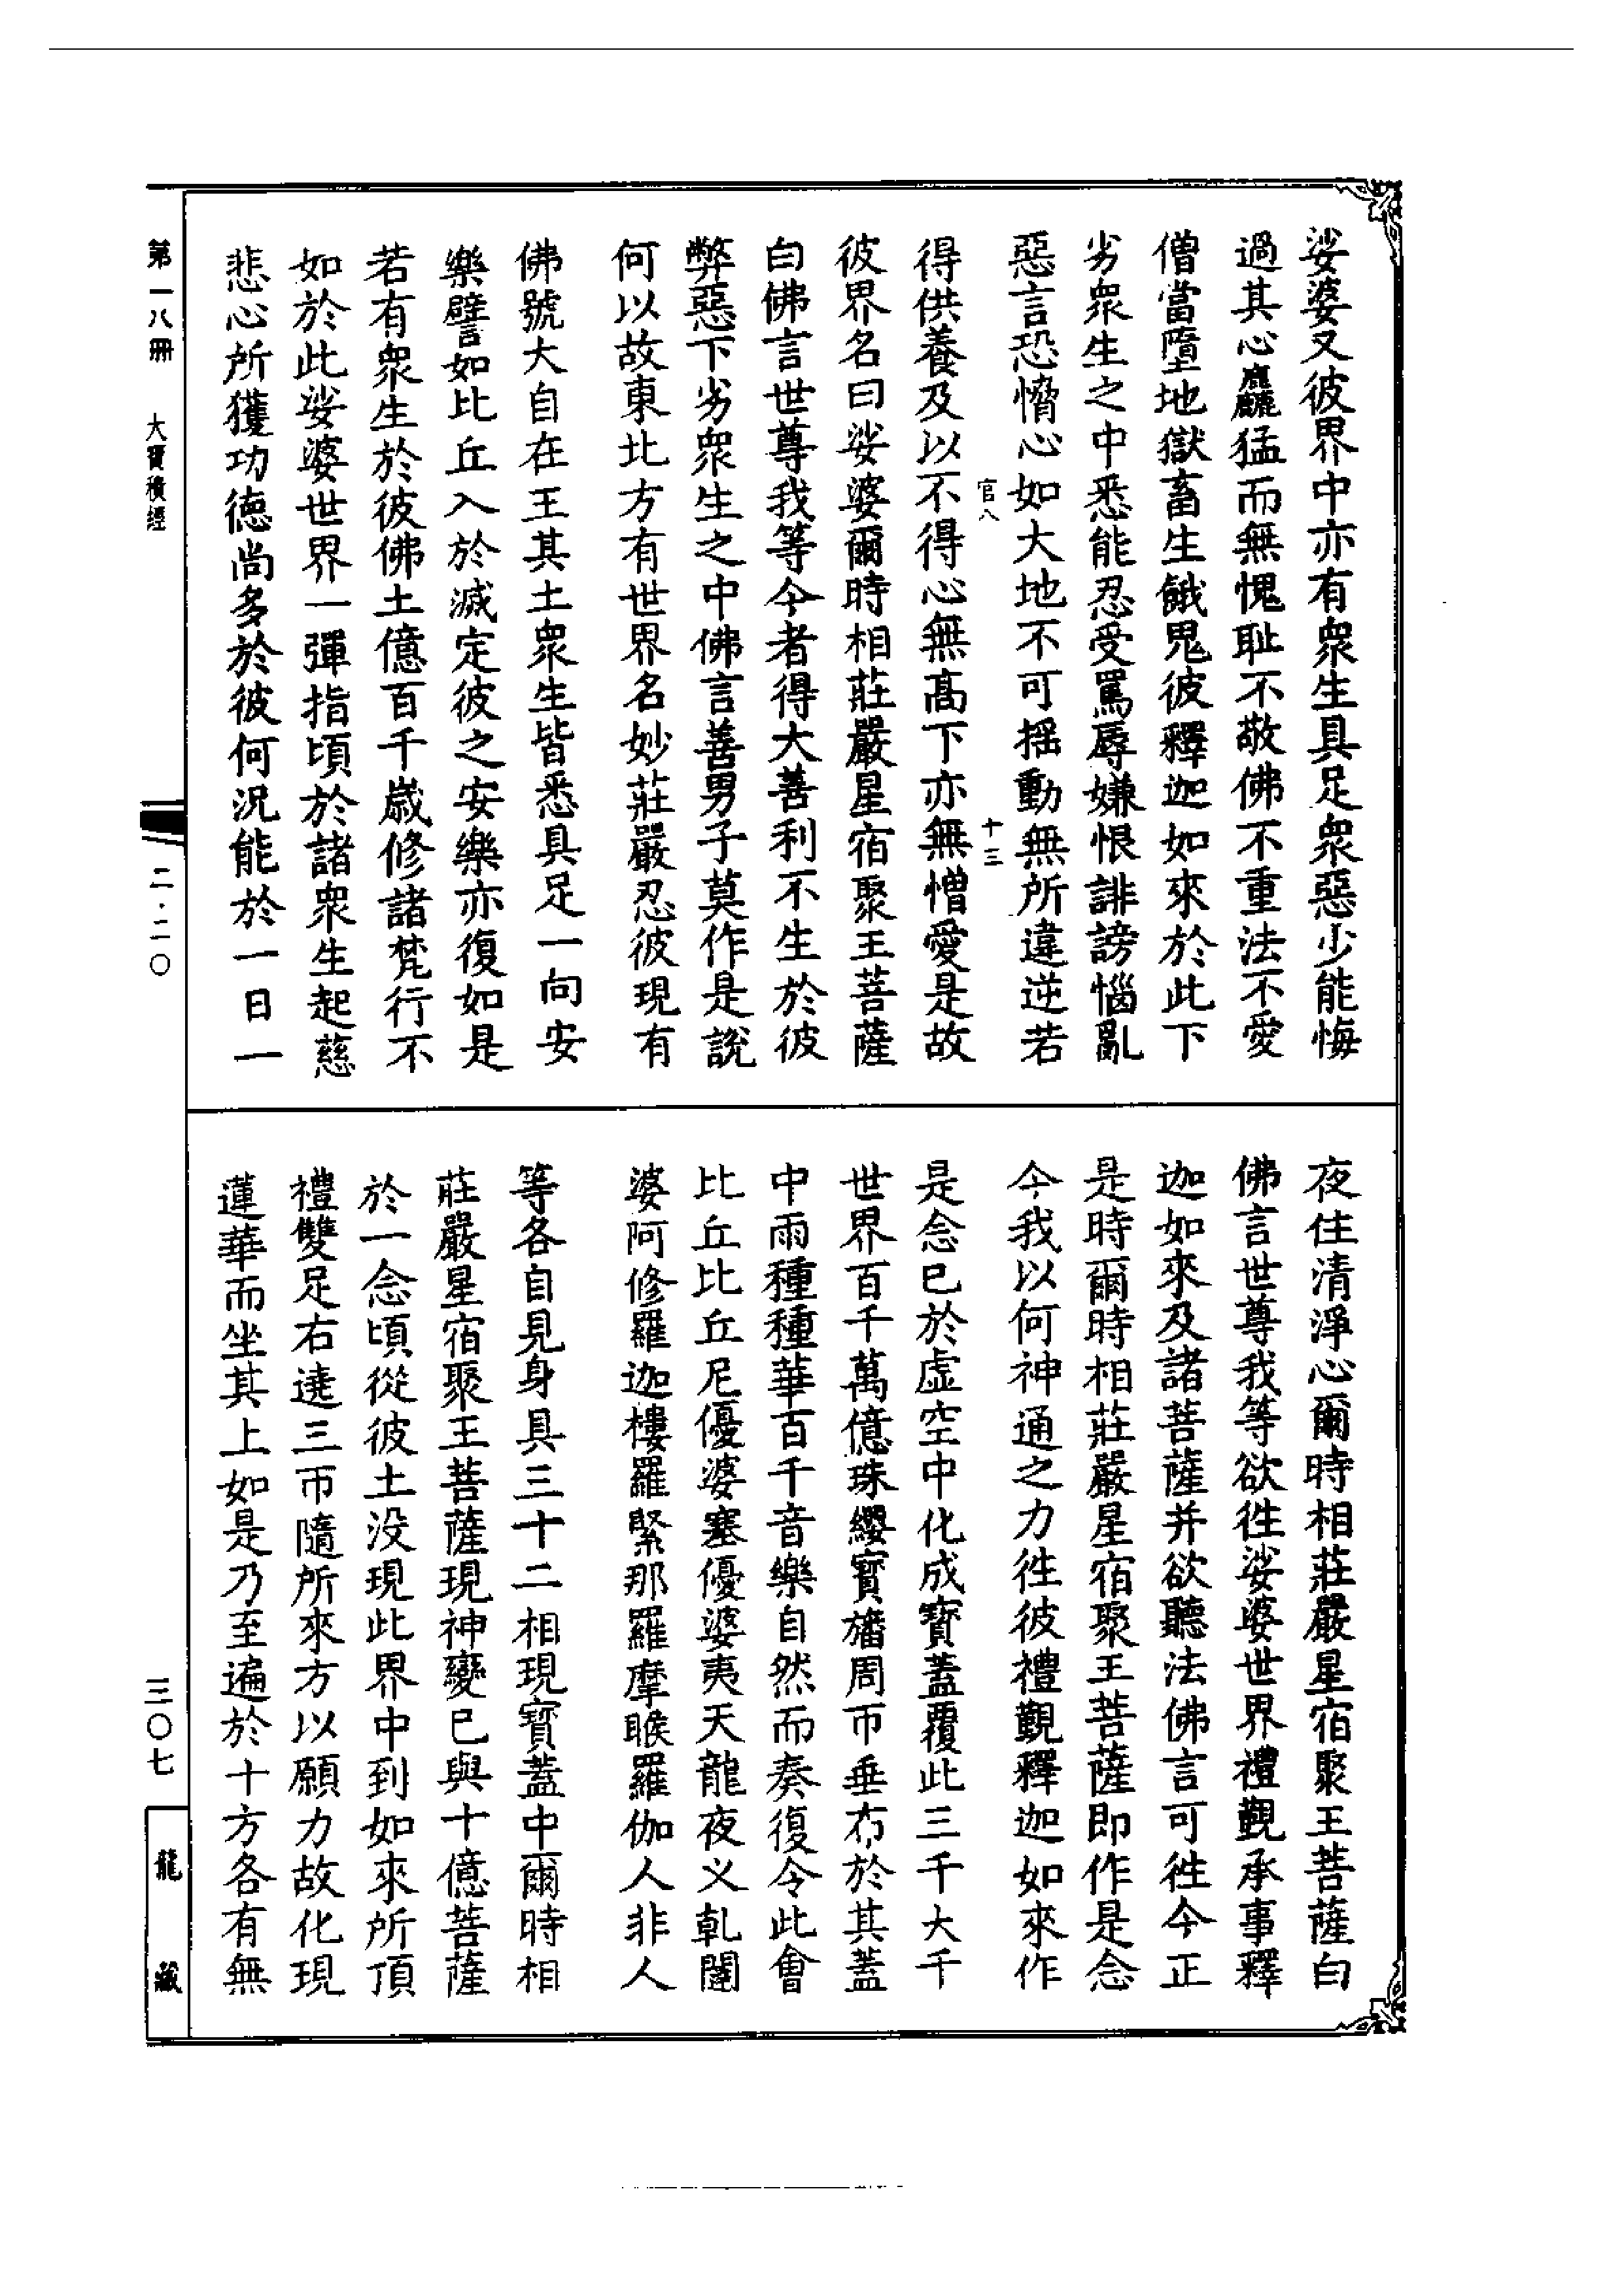 娑婆又彼界中亦有眾生具足眾惡少能悔
過其心麤猛而無愧耻不敬佛不重法不愛
僧當墮地獄畜生餓鬼彼釋迦如來於此下
劣眾生之中悉能忍受罵辱嫌恨誹謗惱亂
惡言恐愶心如大地不可揺動無所違逆若
官八
十三
得供養及以不得心無髙下亦無憎愛是故
彼界名曰娑婆爾時相莊嚴星宿聚王菩薩
白佛言世尊我等今者得大善利不生於彼
弊惡下劣眾生之中佛言善男子莫作是說
何以故東北方有世界名妙莊嚴忍彼現有
佛號大自在王其土眾生皆悉具足一向安
樂譬如比丘入於滅定彼之安樂亦復如是
若有眾生於彼佛土億百千歲修諸梵行不
如於此娑婆世界一彈指頃於諸眾生起慈
悲心所獲功德尚多於彼何況能於一日一
夜住清淨心爾時相莊嚴星宿聚王菩薩白
佛言世尊我等欲徃娑婆世界禮覲承事釋
迦如來及諸菩薩并欲聽法佛言可徃今正
是時爾時相莊嚴星宿聚王菩薩即作是念
今我以何神通之力徃彼禮覲釋迦如來作
是念已於虛空中化成寶蓋覆此三千大千
世界百千萬億珠纓寶旛周帀垂布於其蓋
中雨種種華百千音樂自然而奏復令此會
比丘比丘尼優婆塞優婆夷天龍夜义乹闥
婆阿修羅迦樓羅緊那羅摩睺羅伽人非人
等各自見身具三十二相現寶蓋中爾時相
莊嚴星宿聚王菩薩現神變已與十億菩薩
於一念頃從彼土没現此界中到如來所頂
禮雙足右遶三帀隨所來方以願力故化現
蓮華而坐其上如是乃至遍於十方各有無
第一八冊 大寶積經
二·二〇
三〇七
龍藏